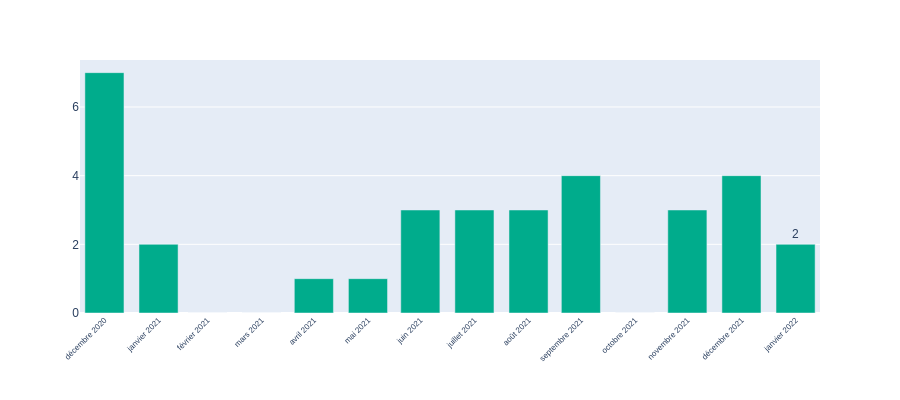 6
4
2
0
2
décembre 2020
janvier 2021
février 2021
mars 2021
avril 2021
mai 2021
juin 2021
juillet 2021
août 2021
septembre 2021
octobre 2021
novembre 2021
décembre 2021
janvier 2022